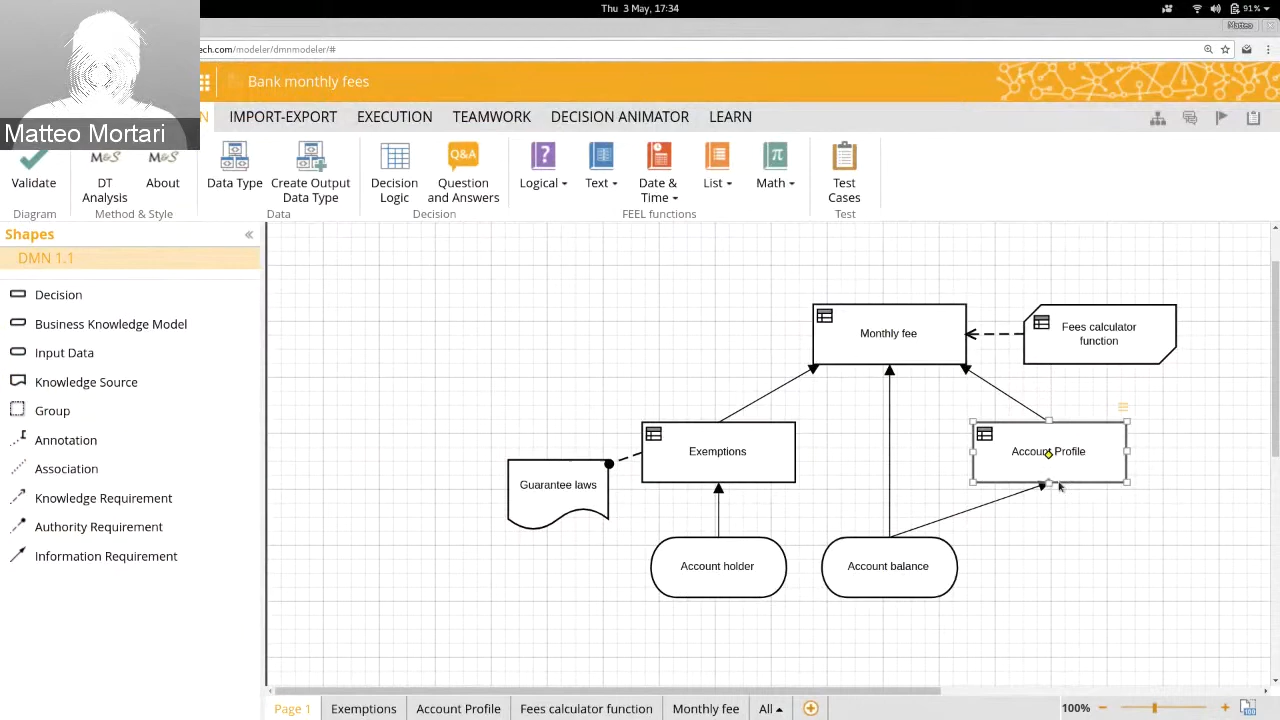 Thu 3 May, 17:34
91%
Matteo
ech.com/modeler/dmnmodeler/#
Bank monthly fees
N
IMPORT-EXPORT
EXECUTION
TEAMWORK
DECISION ANIMATOR
LEARN
Matteo Mortari
M&S
M&S
Q&A
?
π
Validate
DT
Analysis
About
Data Type
Create Output
Data Type
Decision
Logic
Question
and Answers
Logical
Text
Date &
Time
List
Math
Test
Cases
Diagram
Method & Style
Data
Decision
FEEL functions
Test
Shapes
DMN 1.1
Decision
Business Knowledge Model
Input Data
Knowledge Source
Group
Annotation
Association
Knowledge Requirement
Authority Requirement
Information Requirement
Monthly fee
Fees calculator
function
Exemptions
Account Profile
Guarantee laws
Account holder
Account balance
Page 1
Exemptions
Account Profile
Fees calculator function
Monthly fee
All
100%